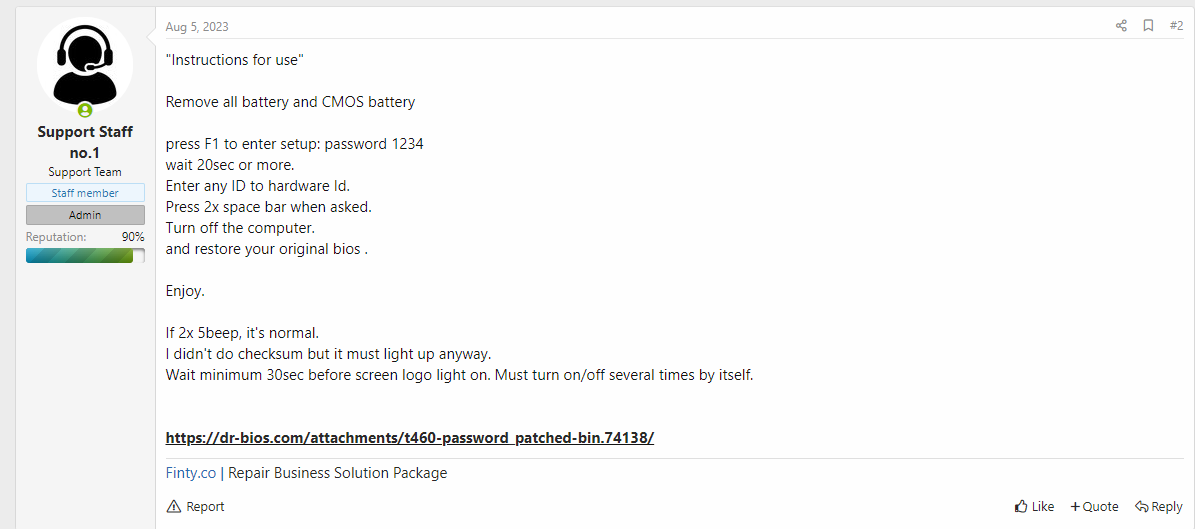 Aug 5, 2023
#2
Support Staff
no.1
Support Team
Staff member
Admin
Reputation: 90%
"Instructions for use"
Remove all battery and CMOS battery
press F1 to enter setup: password 1234
wait 20sec or more.
Enter any ID to hardware Id.
Press 2x space bar when asked.
Turn off the computer.
and restore your original bios .
Enjoy.
If 2x 5beep, it's normal.
I didn't do checksum but it must light up anyway.
Wait minimum 30sec before screen logo light on. Must turn on/off several times by itself.
https://dr-bios.com/attachments/t460-password_patched-bin.74138/
Finty.co | Repair Business Solution Package
Report
Like
+Quote
Reply